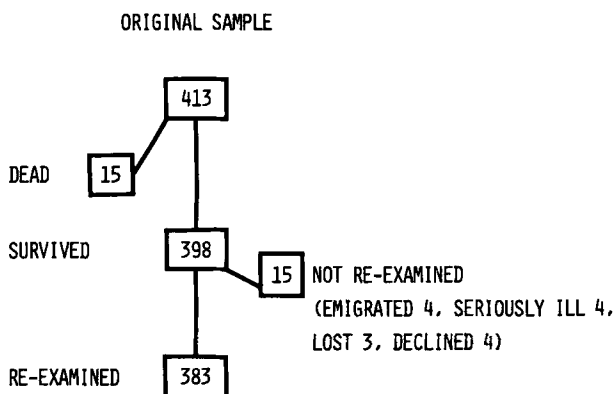 ORIGINAL SAMPLE
413
DEAD 15
SURVIVED 398
15 NOT RE-EXAMINED
(EMIGRATED 4, SERIOUSLY ILL 4,
LOST 3, DECLINED 4)
RE-EXAMINED 383